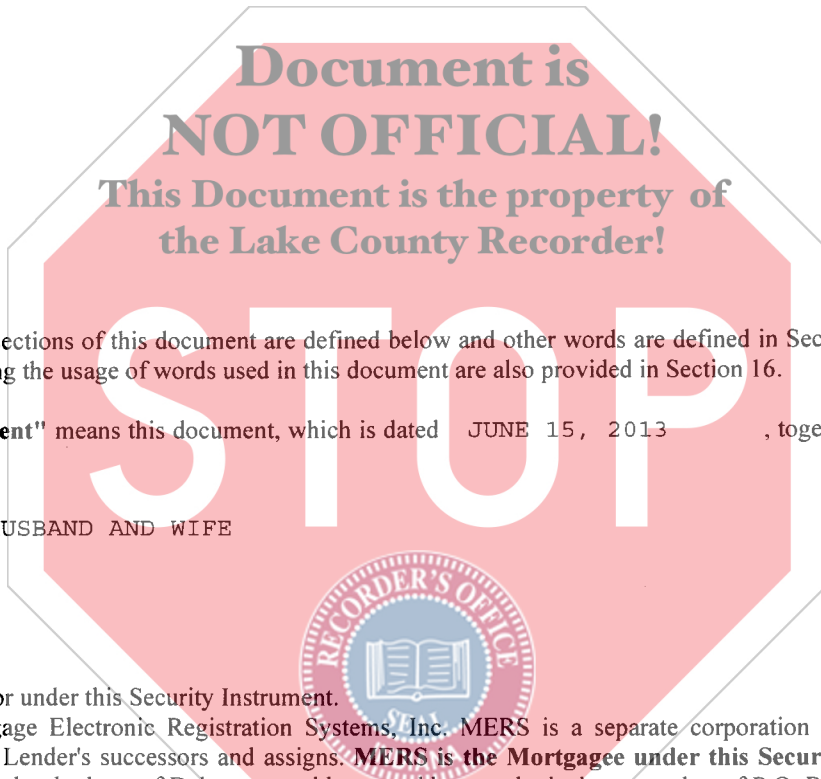 Document is
NOT OFFICIAL!
This Document is the property of
the Lake County Recorder!
STOP
ections of this document are defined below and other words are defined in Sec
g the usage of words used in this document are also provided in Section 16.
ent" means this document, which is dated JUNE 15, 2013 , toge
USBAND AND WIFE
RECORDER'S OFFICE
or under this Security Instrument.
gage Electronic Registration Systems, Inc. MERS is a separate corporation
SEAL
Lender's successors and assigns. MERS is the Mortgagee under this Secur